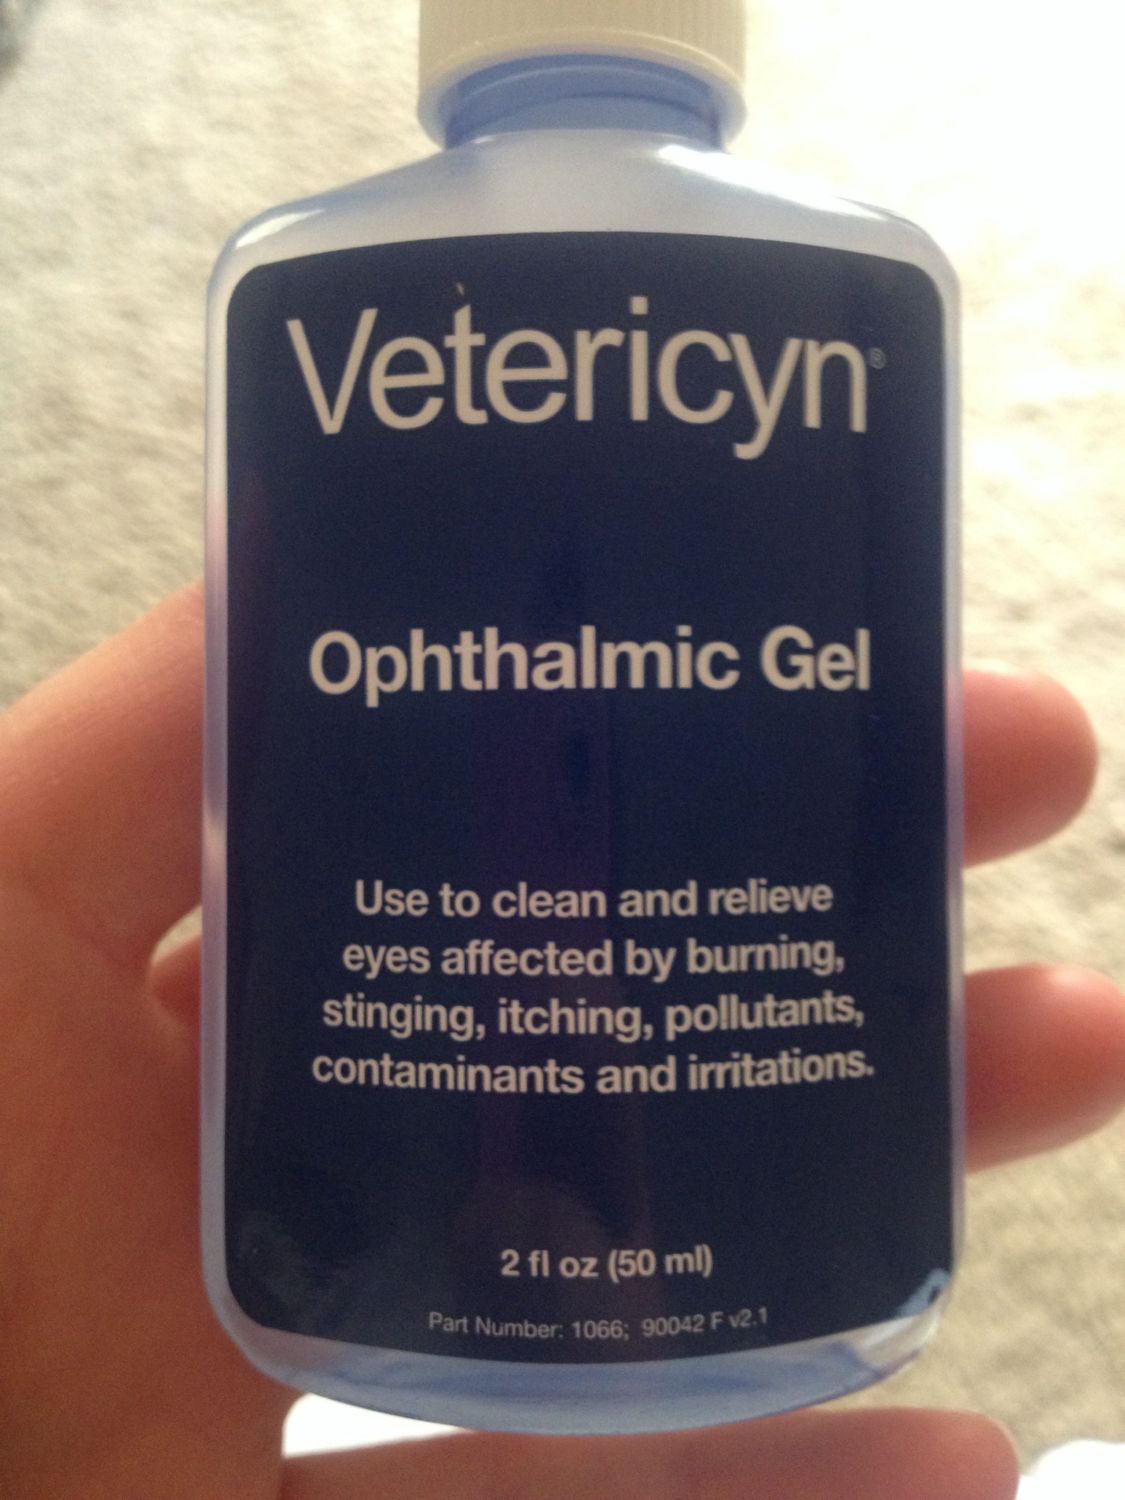 Vetericyn®
Ophthalmic Gel
Use to clean and relieve
eyes affected by burning,
stinging, itching, pollutants,
contaminants and irritations.
2 fl oz (50 ml)
Part Number: 1066; 90042 F v2.1